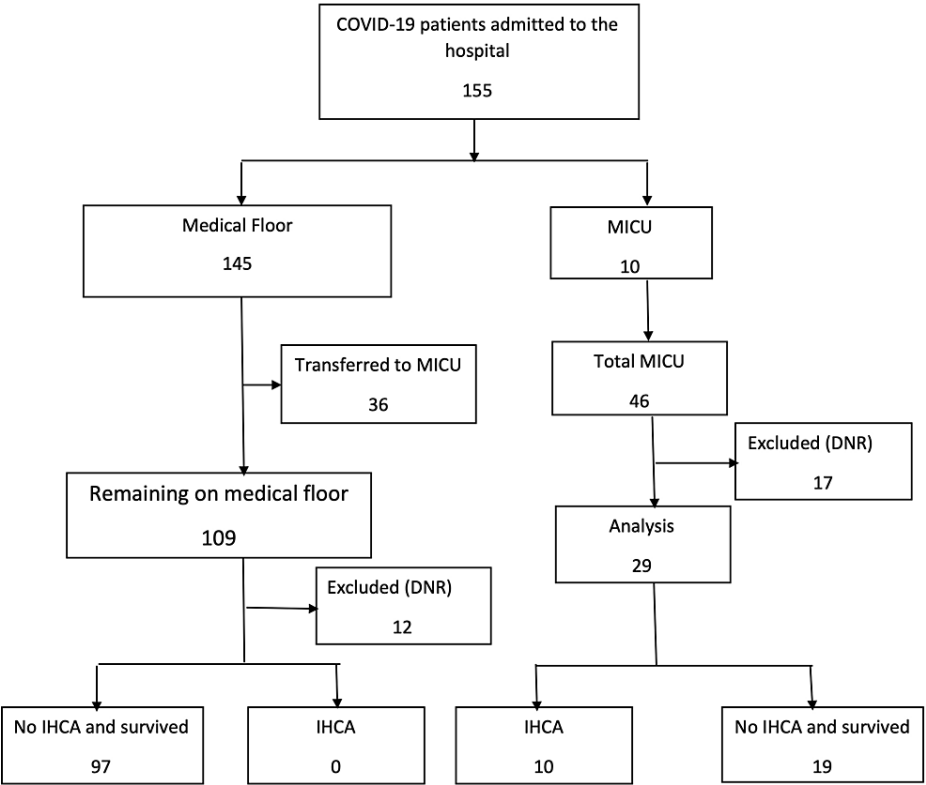 COVID-19 patients admitted to the
hospital
155
Medical Floor
145
MICU
10
Transferred to MICU
36
Total MICU
46
Excluded (DNR)
17
Remaining on medical floor
109
Analysis
29
Excluded (DNR)
12
No IHCA and survived
97
IHCA
0
IHCA
10
No IHCA and survived
19